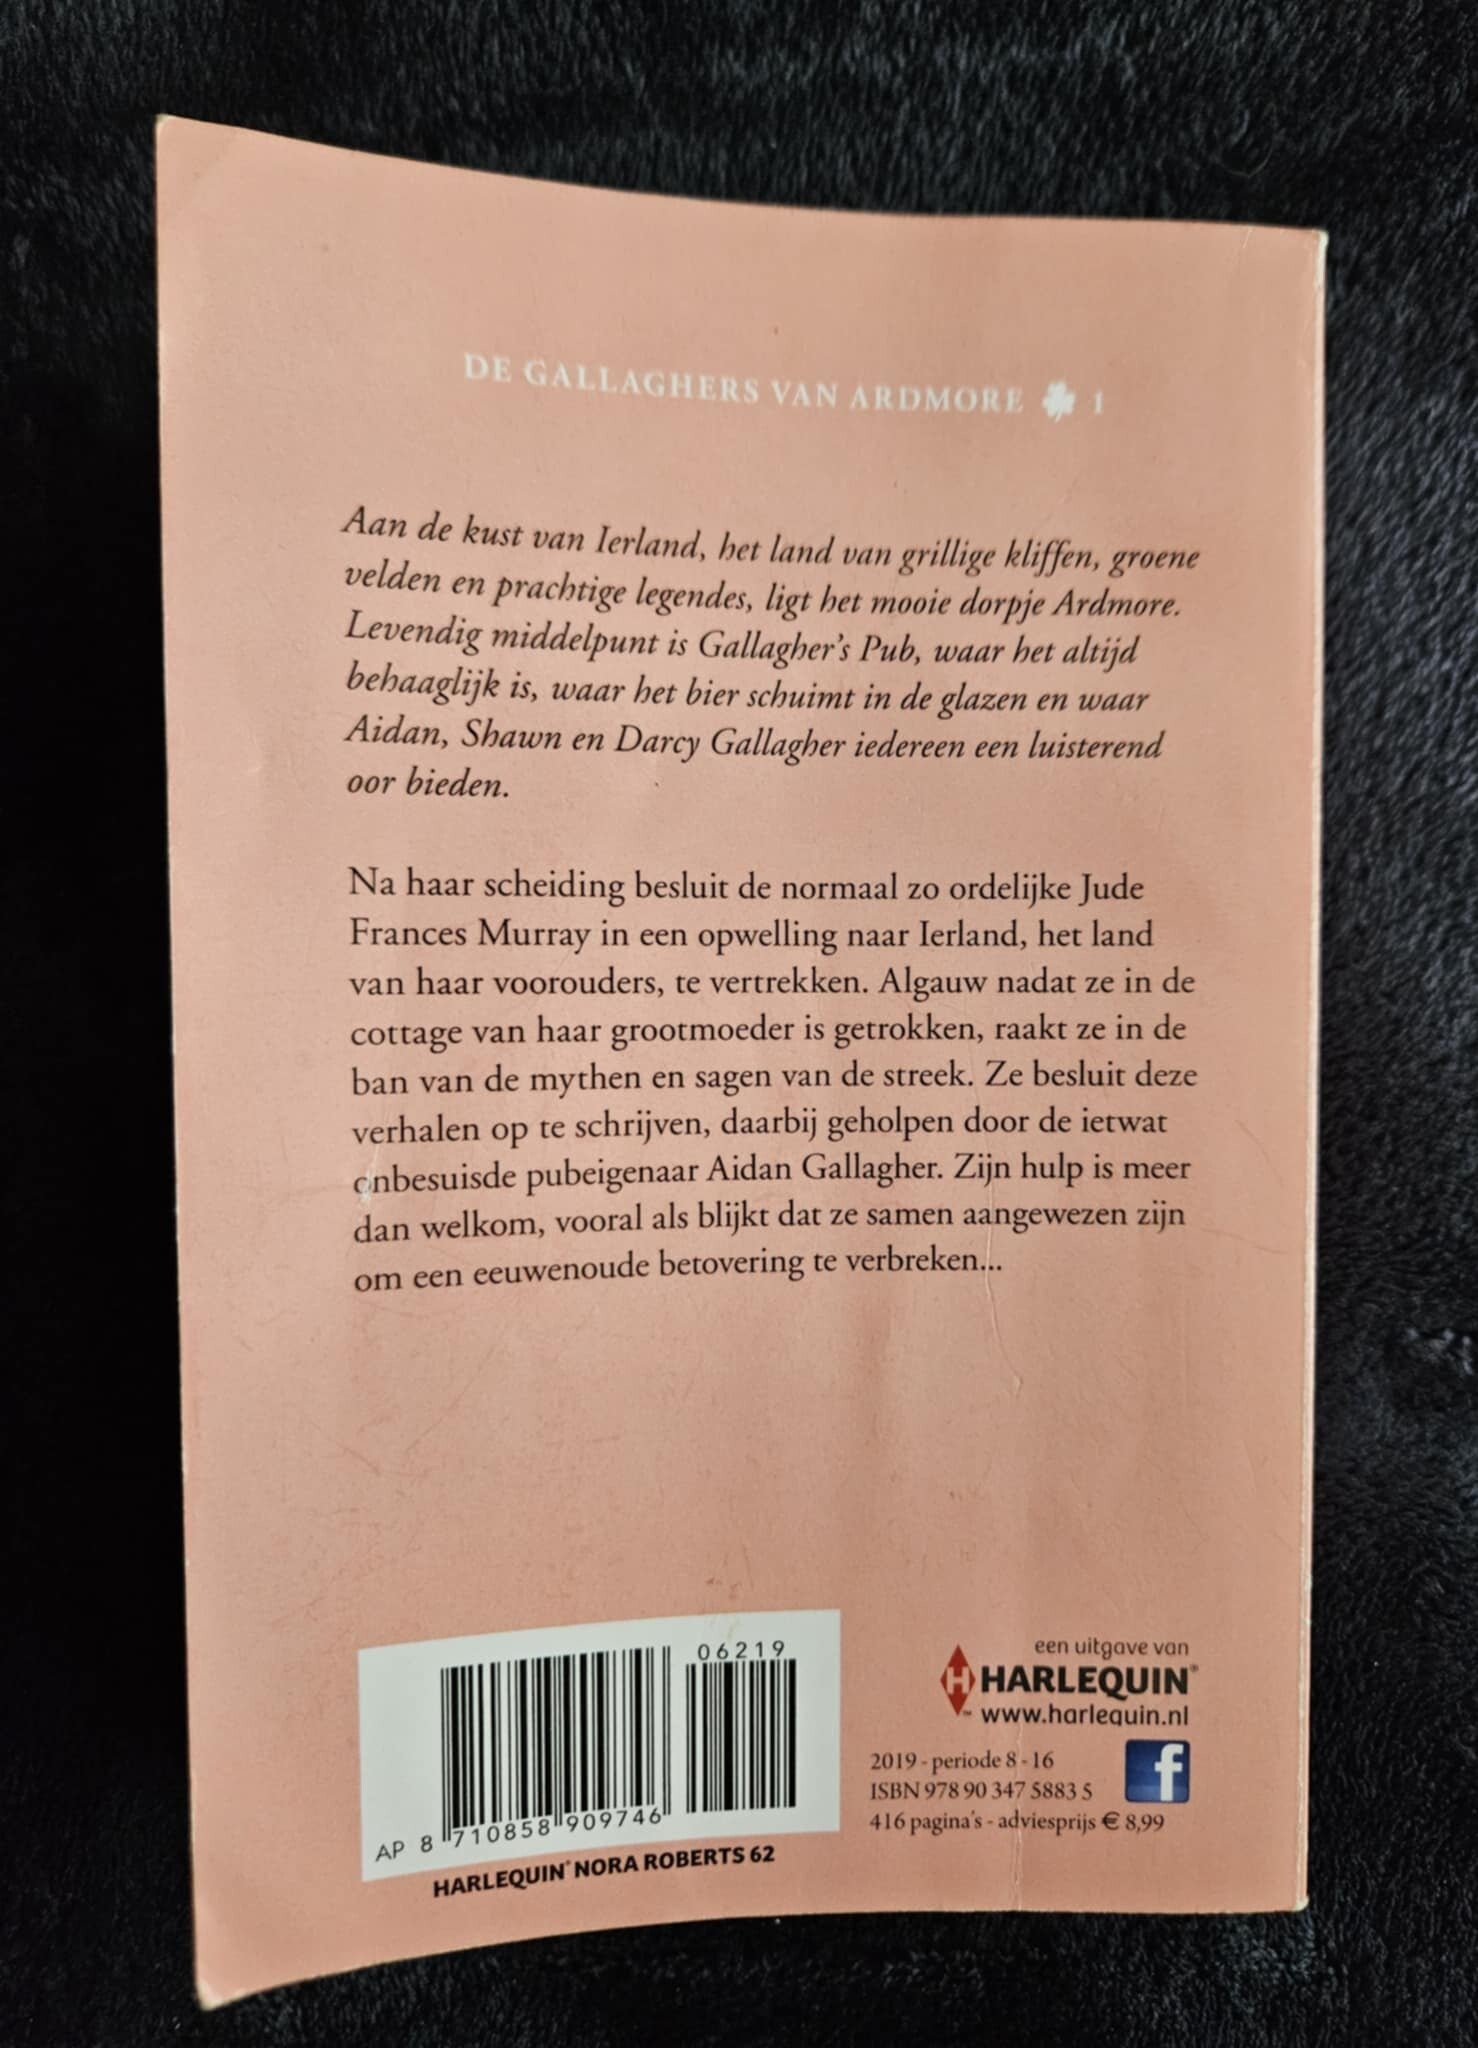 DE GALLAGHERS VAN ARDMORE 1
Aan de kust van Ierland, het land van grillige kliffen, groene
velden en prachtige legendes, ligt het mooie dorpje Ardmore.
Levendig middelpunt is Gallagher's Pub, waar het altijd
behaaglijk is, waar het bier schuimt in de glazen en waar
Aidan, Shawn en Darcy Gallagher iedereen een luisterend
oor bieden.
Na haar scheiding besluit de normaal zo ordelijke Jude
Frances Murray in een opwelling naar Ierland, het land
van haar voorouders, te vertrekken. Algauw nadat ze in de
cottage van haar grootmoeder is getrokken, raakt ze in de
ban van de mythen en sagen van de streek. Ze besluit deze
verhalen op te schrijven, daarbij geholpen door de ietwat
onbesuisde pubeigenaar Aidan Gallagher. Zijn hulp is meer
dan welkom, vooral als blijkt dat ze samen aangewezen zijn
om een eeuwenoude betovering te verbreken...
06219
AP 8 710858 909746
HARLEQUIN® NORA ROBERTS 62
een uitgave van
H™ HARLEQUIN®
www.harlequin.nl
2019 - periode 8 - 16
ISBN 978 90 347 5883 5
416 pagina's - adviesprijs € 8,99
f